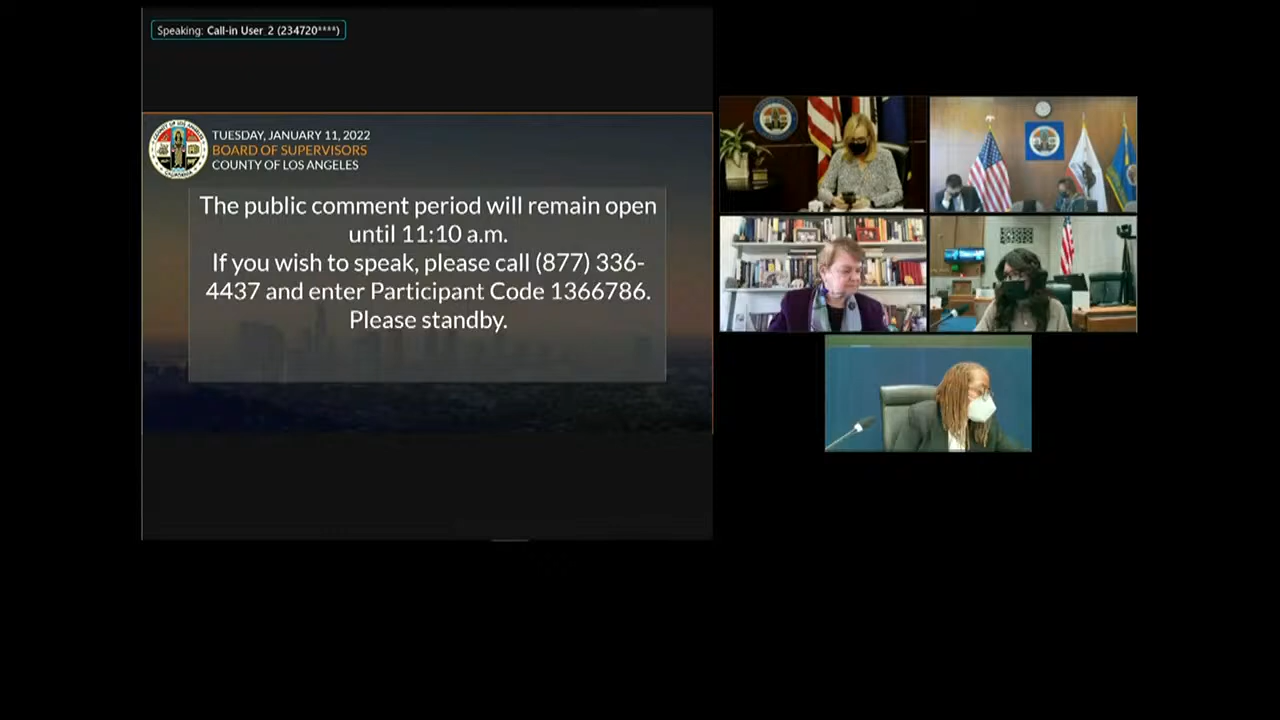 Speaking: Call-in User_2 (234720****)
TUESDAY, JANUARY 11, 2022
BOARD OF SUPERVISORS
COUNTY OF LOS ANGELES
The public comment period will remain open
until 11:10 a.m.
If you wish to speak, please call (877) 336-
4437 and enter Participant Code 1366786.
Please standby.